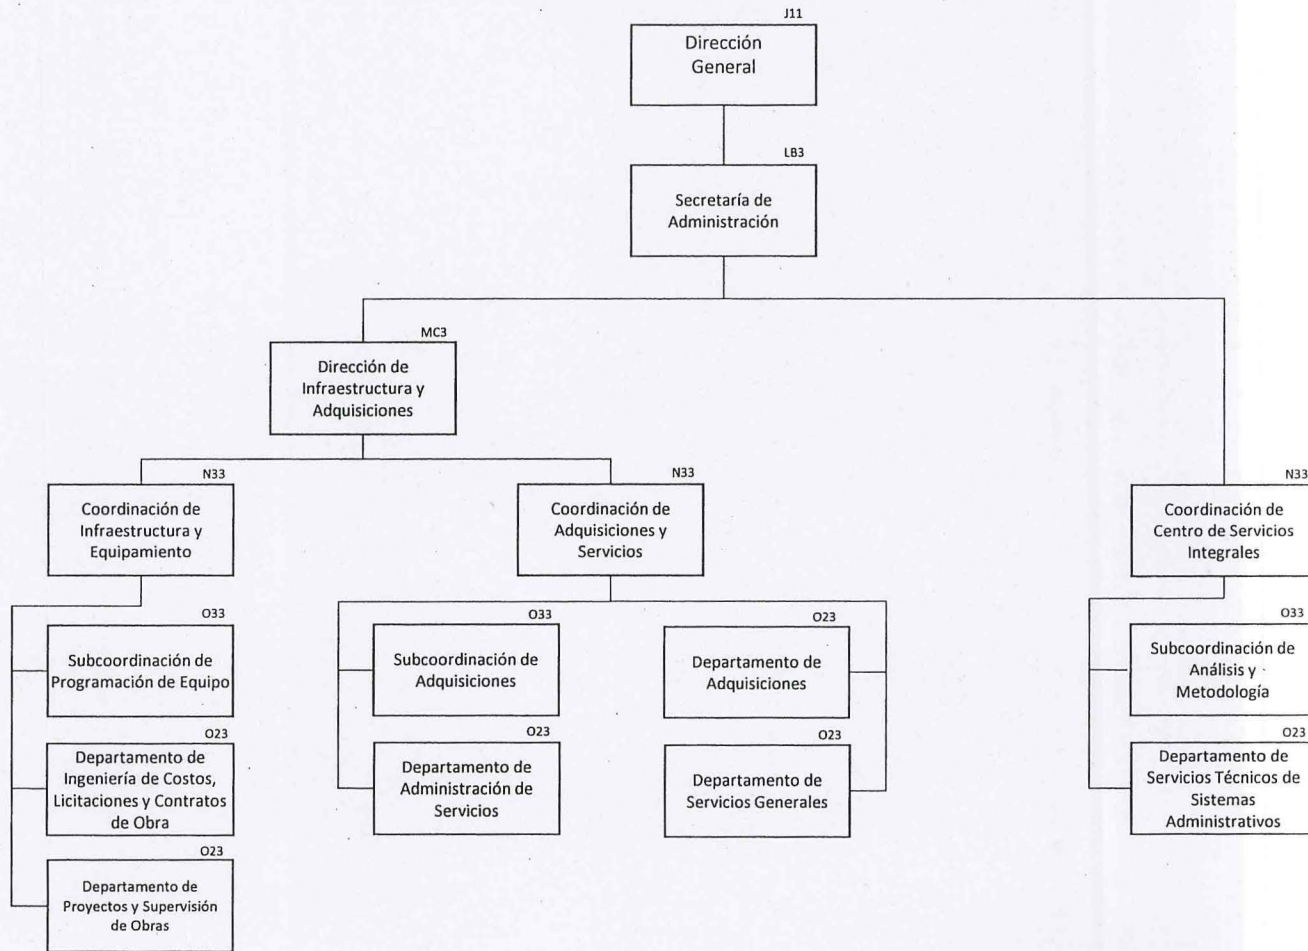 J11
Dirección
General
LB3
Secretaría de
Administración
MC3
Dirección de
Infraestructura y
Adquisiciones
N33
Coordinación de
Infraestructura y
Equipamiento
N33
Coordinación de
Adquisiciones y
Servicios
N33
Coordinación de
Centro de Servicios
Integrales
O33
Subcoordinación de
Programación de Equipo
O33
Subcoordinación de
Adquisiciones
O23
Departamento de
Adquisiciones
O33
Subcoordinación de
Análisis y
Metodología
O23
Departamento de
Ingeniería de Costos,
Licitaciones y Contratos
de Obra
O23
Departamento de
Administración de
Servicios
O23
Departamento de
Servicios Generales
O23
Departamento de
Servicios Técnicos de
Sistemas
Administrativos
O23
Departamento de
Proyectos y Supervisión
de Obras